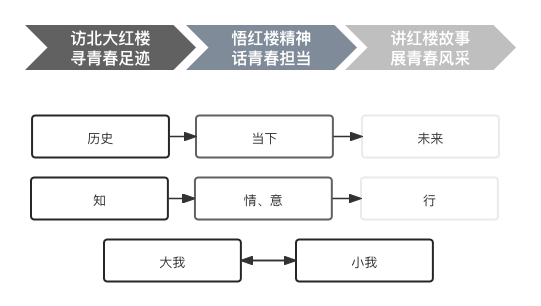 访北大红楼
寻青春足迹
悟红楼精神
话青春担当
讲红楼故事
展青春风采
历史
当下
未来
知
情、意
行
大我
小我